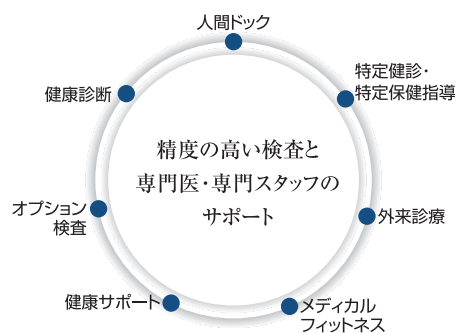 人間ドック
特定健診・
特定保健指導
健康診断
精度の高い検査と
専門医・専門スタッフの
サポート
オプション
検査
外来診療
健康サポート
メディカル
フィットネス